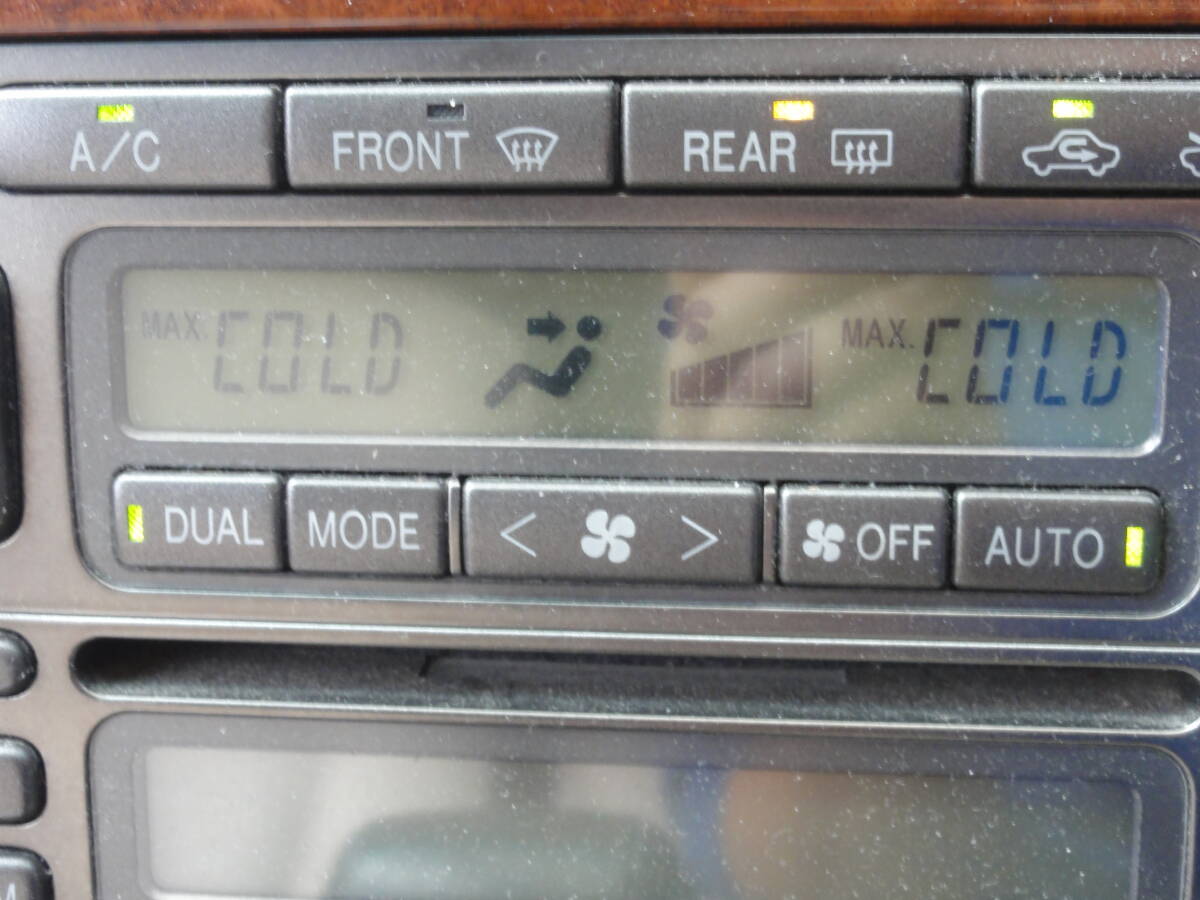 A/C FRONT REAR
MAX. COLD MAX. COLD
DUAL MODE < > OFF AUTO
M